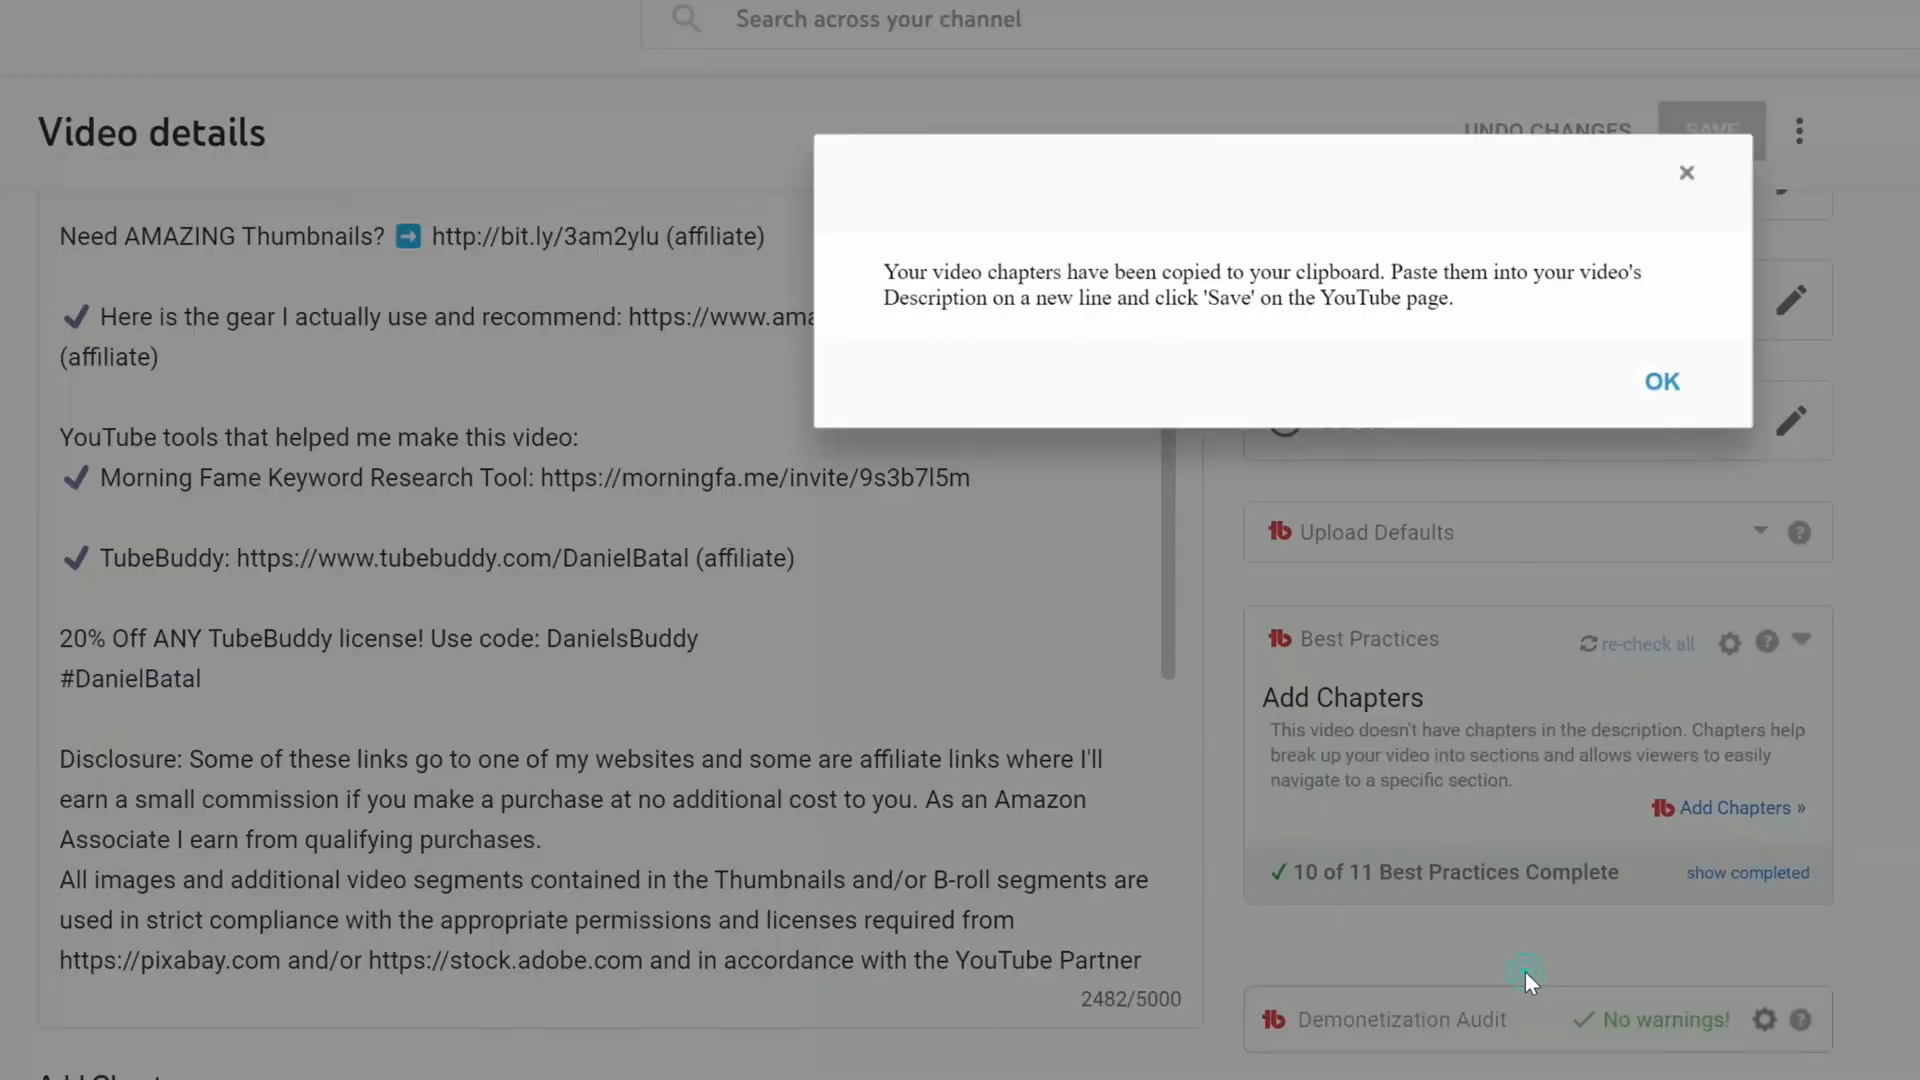 Search across your channel
Video details
UNDO CHANGES
SAVE
Your video chapters have been copied to your clipboard. Paste them into your video's
Description on a new line and click 'Save' on the YouTube page.
OK
Need AMAZING Thumbnails? ➡ http://bit.ly/3am2ylu (affiliate)
✔ Here is the gear I actually use and recommend: https://www.ama
(affiliate)
YouTube tools that helped me make this video:
✔ Morning Fame Keyword Research Tool: https://morningfa.me/invite/9s3b7l5m
✔ TubeBuddy: https://www.tubebuddy.com/DanielBatal (affiliate)
20% Off ANY TubeBuddy license! Use code: DanielsBuddy
#DanielBatal
Disclosure: Some of these links go to one of my websites and some are affiliate links where I'll
earn a small commission if you make a purchase at no additional cost to you. As an Amazon
Associate I earn from qualifying purchases.
All images and additional video segments contained in the Thumbnails and/or B-roll segments are
used in strict compliance with the appropriate permissions and licenses required from
https://pixabay.com and/or https://stock.adobe.com and in accordance with the YouTube Partner
2482/5000
tb Upload Defaults
tb Best Practices
re-check all
Add Chapters
This video doesn't have chapters in the description. Chapters help
break up your video into sections and allows viewers to easily
navigate to a specific section.
tb Add Chapters »
✓ 10 of 11 Best Practices Complete
show completed
tb Demonetization Audit
✓ No warnings!